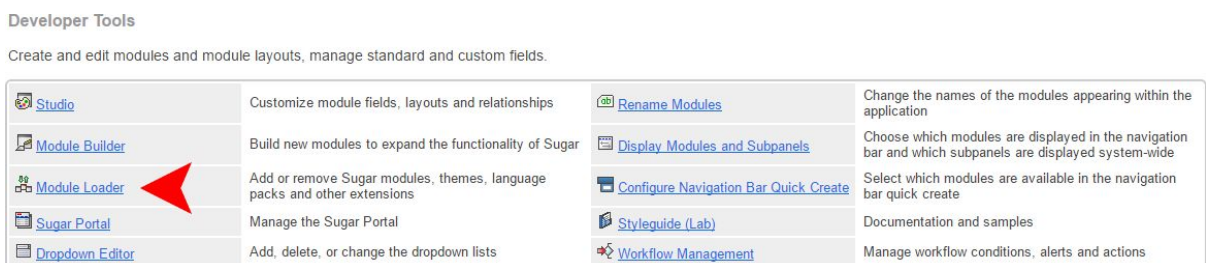 Developer Tools
Create and edit modules and module layouts, manage standard and custom fields.
Studio
Customize module fields, layouts and relationships
Rename Modules
Change the names of the modules appearing within the
application
Module Builder
Build new modules to expand the functionality of Sugar
Display Modules and Subpanels
Choose which modules are displayed in the navigation
bar and which subpanels are displayed system-wide
Module Loader
Add or remove Sugar modules, themes, language
packs and other extensions
Configure Navigation Bar Quick Create
Select which modules are available in the navigation
bar quick create
Sugar Portal
Manage the Sugar Portal
Styleguide (Lab)
Documentation and samples
Dropdown Editor
Add, delete, or change the dropdown lists
Workflow Management
Manage workflow conditions, alerts and actions